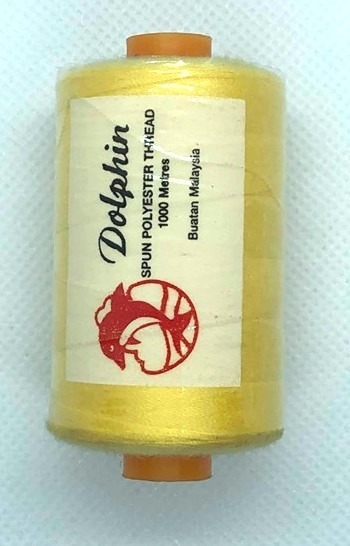 Dolphin
SPUN POLYESTER THREAD
1000 Metres
Buatan Malaysia